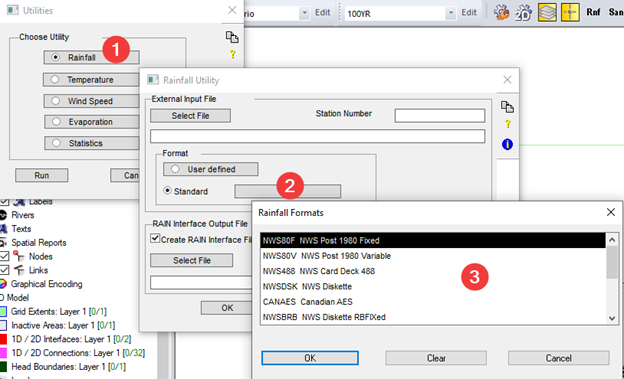 Utilities
Choose Utility
Rainfall
Temperature
Wind Speed
Evaporation
Statistics
Run
Can
1
rio
Edit
100YR
Edit
2D
Rnf
San
Rainfall Utility
External Input File
Select File
Station Number
Format
User defined
Standard
2
RAIN Interface Output File
Create RAIN Interface Fil
Select File
OK
Rainfall Formats
NWS80F NWS Post 1980 Fixed
NWS80V NWS Post 1980 Variable
NWS488 NWS Card Deck 488
NWSDSK NWS Diskette
CANAES Canadian AES
NWSBRB NWS Diskette RBFIXed
3
OK
Clear
Cancel
Labels
Rivers
Texts
Spatial Reports
Nodes
Links
Graphical Encoding
D Model
Grid Extents: Layer 1 [0/1]
Inactive Areas: Layer 1 [0/1]
1D / 2D Interfaces: Layer 1 [0/2]
1D / 2D Connections: Layer 1 [0/32]
Head Boundaries: Layer 1 [0/1]